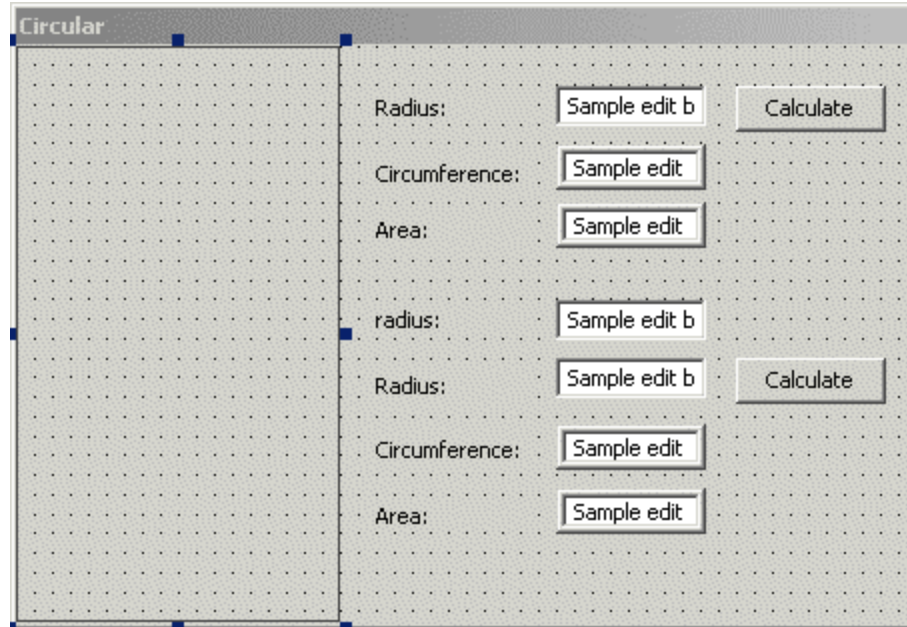 Circular
Radius: Sample edit b Calculate
Circumference: Sample edit
Area: Sample edit
radius: Sample edit b
Radius: Sample edit b Calculate
Circumference: Sample edit
Area: Sample edit